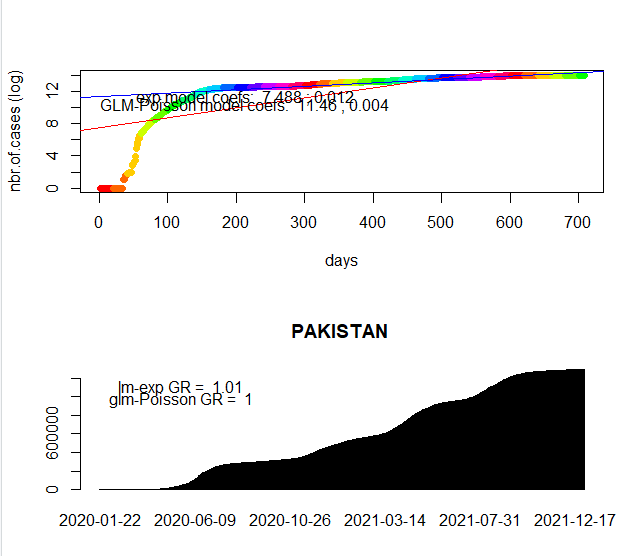 nbr.of.cases (log)
12
8
4
0
exp model coefs: 7.488 , 0.012
GLM-Poisson model coefs: 11.46 , 0.004
0 100 200 300 400 500 600 700
days
PAKISTAN
600000
0
lm-exp GR = 1.01
glm-Poisson GR = 1
2020-01-22 2020-06-09 2020-10-26 2021-03-14 2021-07-31 2021-12-17